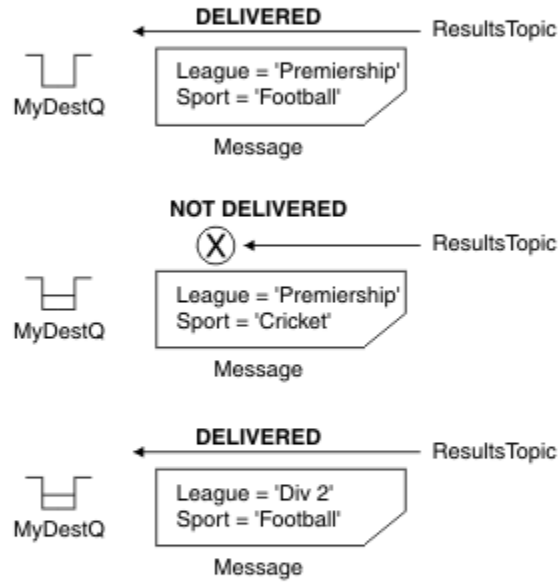 DELIVERED
ResultsTopic
League = 'Premiership'
Sport = 'Football'
MyDestQ
Message
NOT DELIVERED
X
ResultsTopic
League = 'Premiership'
Sport = 'Cricket'
MyDestQ
Message
DELIVERED
ResultsTopic
League = 'Div 2'
Sport = 'Football'
MyDestQ
Message